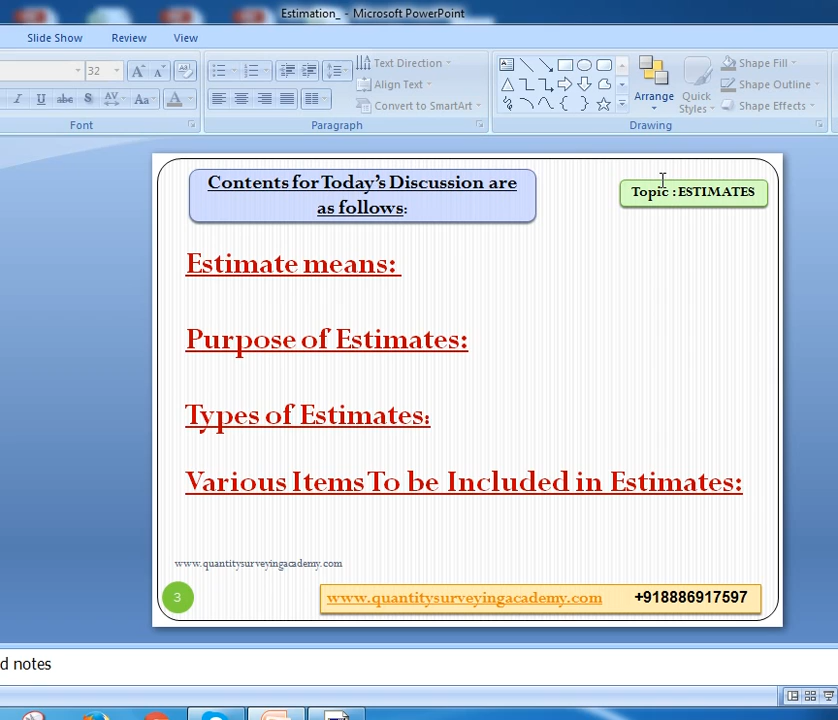 Estimation_ - Microsoft PowerPoint
Slide Show Review View
32
Text Direction
Align Text
Convert to SmartArt
Arrange
Quick Styles
Shape Fill
Shape Outline
Shape Effects
Font Paragraph Drawing
Contents for Today's Discussion are
as follows:
Topic : ESTIMATES
Estimate means:
Purpose of Estimates:
Types of Estimates:
Various Items To be Included in Estimates:
www.quantitysurveyingacademy.com
3
www.quantitysurveyingacademy.com +918886917597
d notes